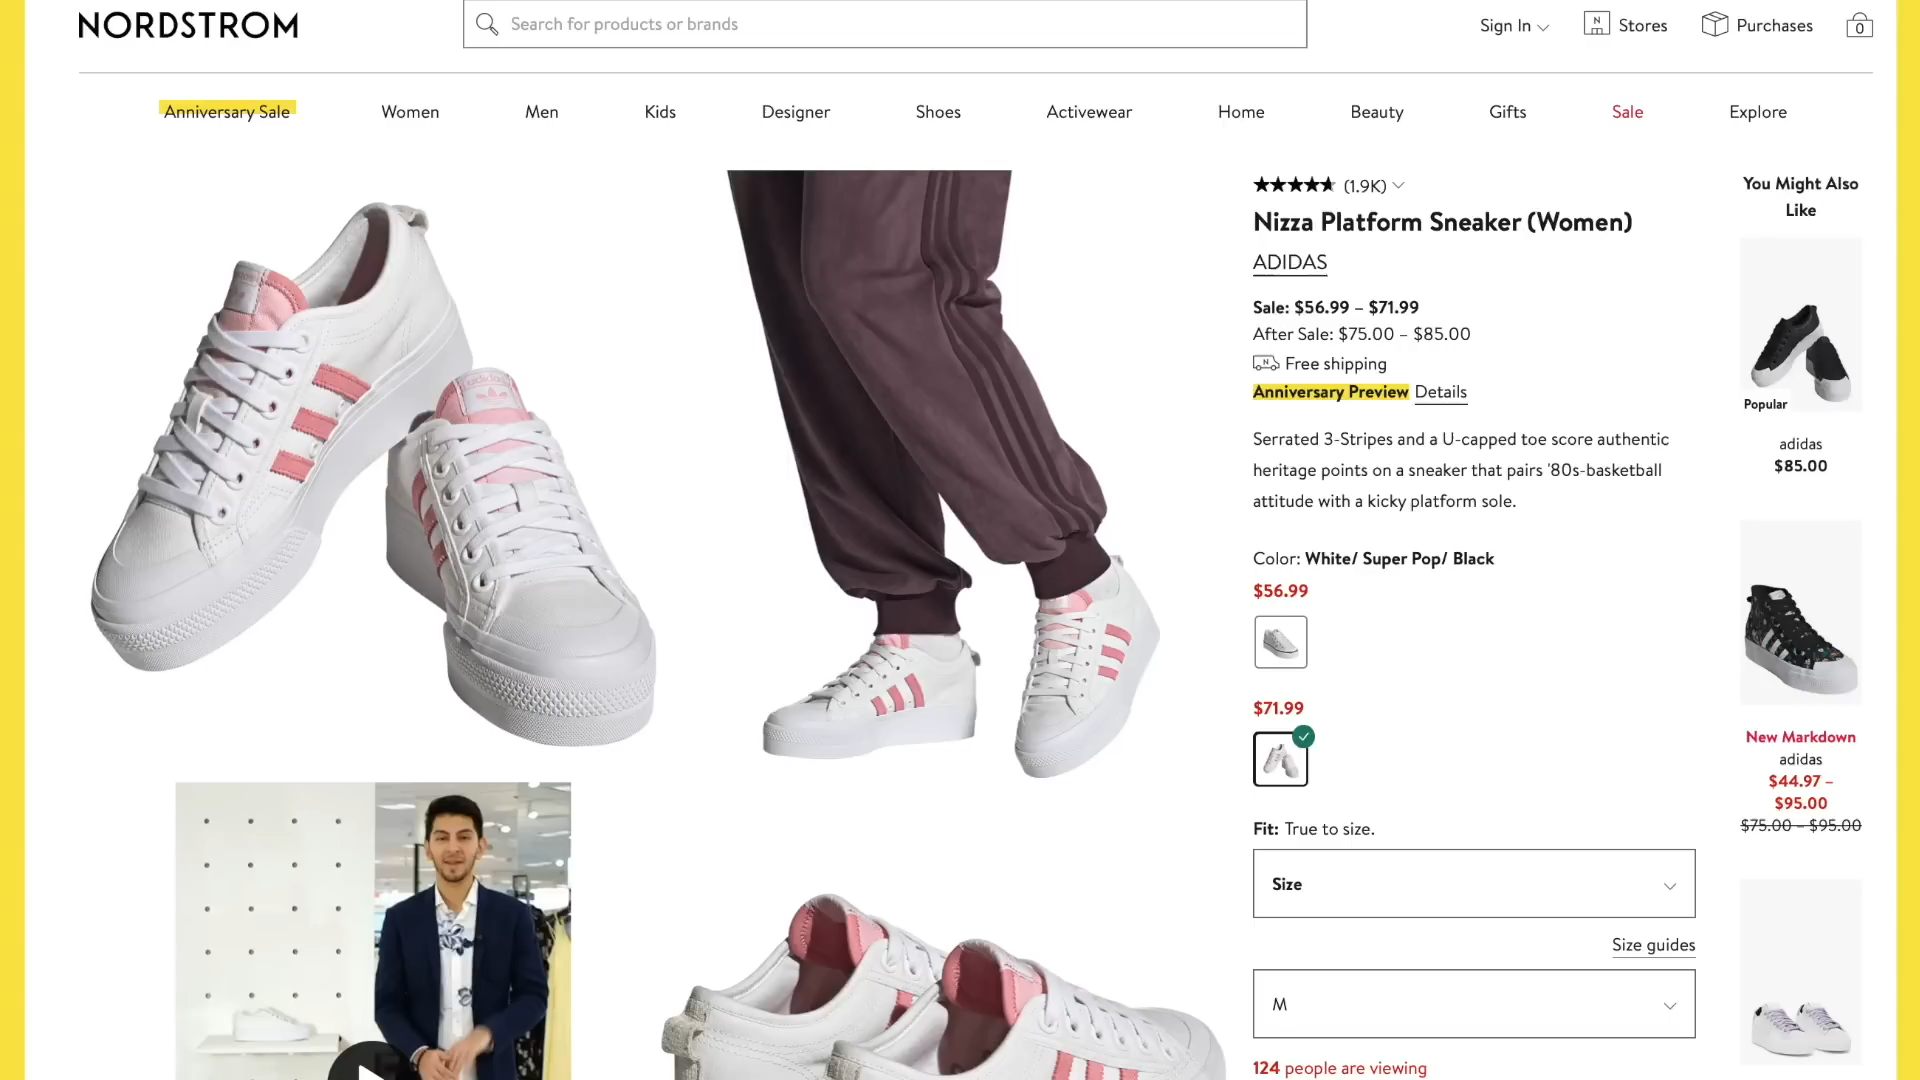 NORDSTROM
Search for products or brands
Sign In
N
Stores
Purchases
0
Anniversary Sale
Women
Men
Kids
Designer
Shoes
Activewear
Home
Beauty
Gifts
Sale
Explore
(1.9K)
Nizza Platform Sneaker (Women)
ADIDAS
Sale: $56.99 – $71.99
After Sale: $75.00 – $85.00
N
Free shipping
Anniversary Preview Details
Serrated 3-Stripes and a U-capped toe score authentic
heritage points on a sneaker that pairs '80s-basketball
attitude with a kicky platform sole.
Color: White/ Super Pop/ Black
$56.99
$71.99
Fit: True to size.
Size
Size guides
M
124 people are viewing
You Might Also
Like
Popular
adidas
$85.00
New Markdown
adidas
$44.97 –
$95.00
$75.00 – $95.00
adidas